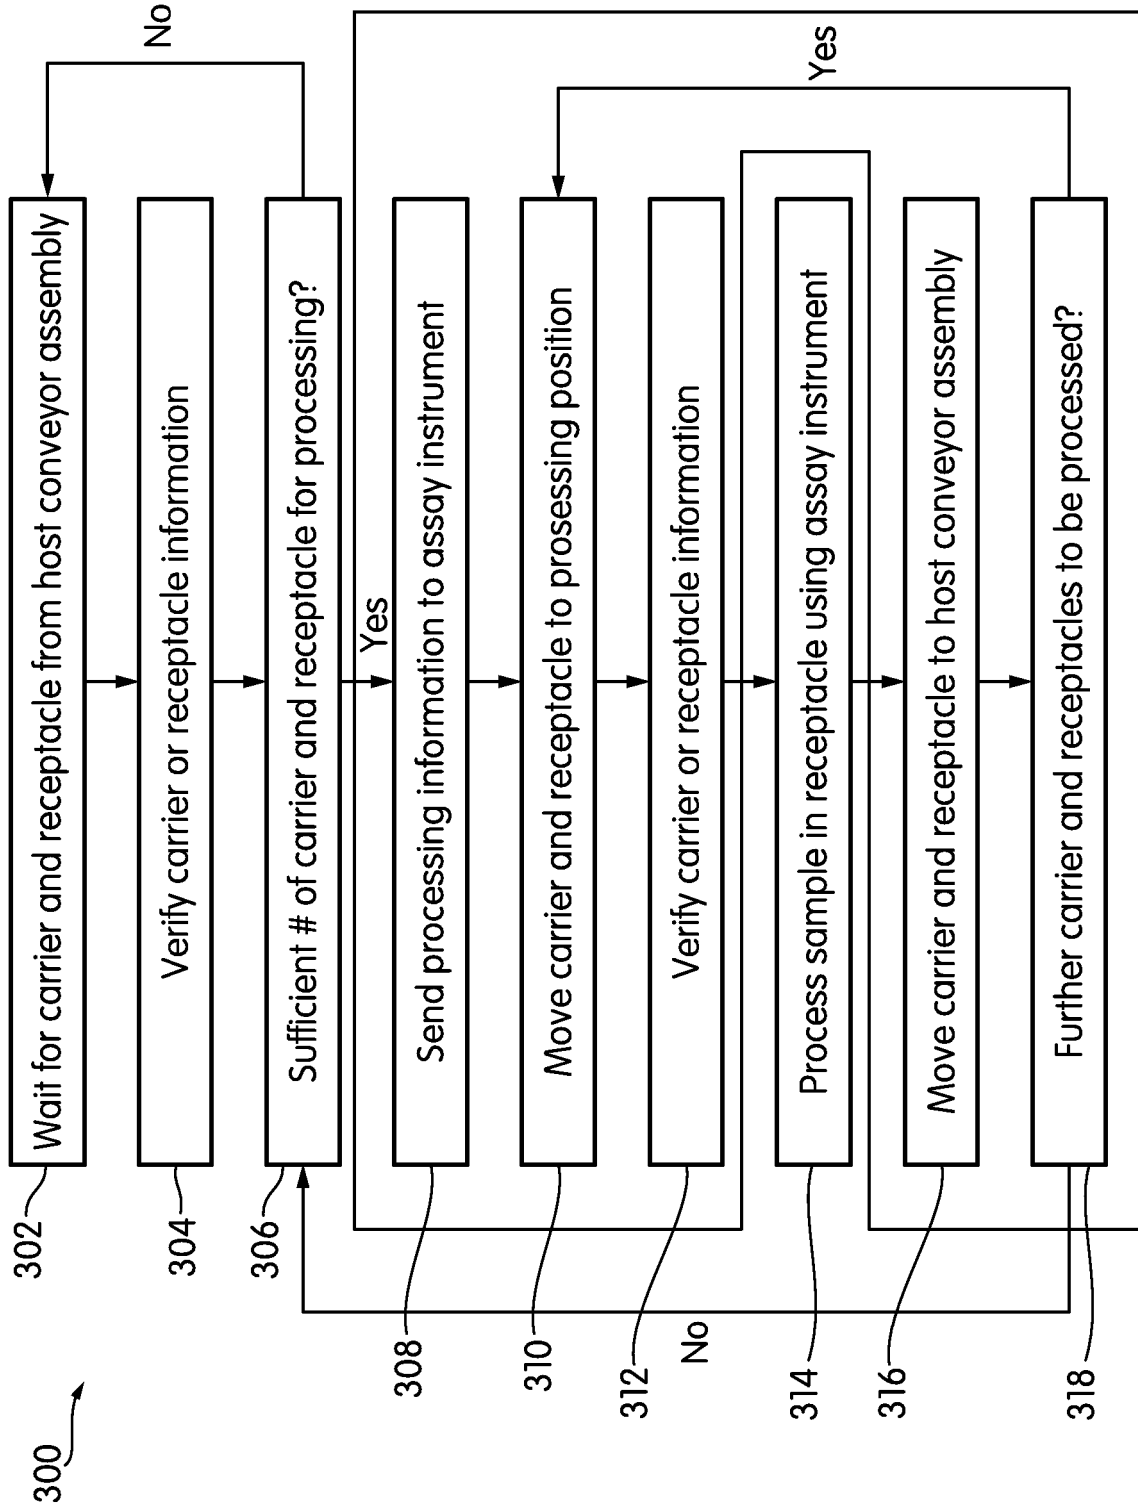 300
302
Wait for carrier and receptacle from host conveyor assembly
No
304
Verify carrier or receptacle information
306
Sufficient # of carrier and receptacle for processing?
Yes
308
Send processing information to assay instrument
310
Move carrier and receptacle to prosessing position
Yes
312
Verify carrier or receptacle information
No
314
Process sample in receptacle using assay instrument
316
Move carrier and receptacle to host conveyor assembly
318
Further carrier and receptacles to be processed?